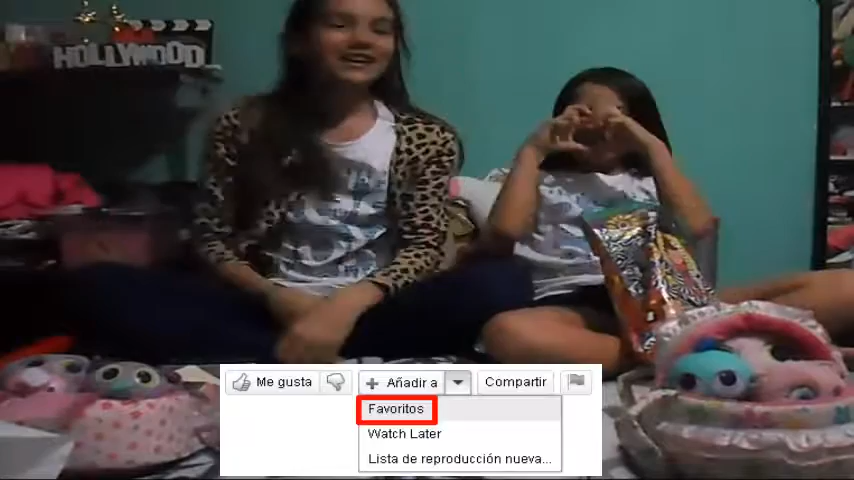 HOLLYWOOD
Me gusta
Añadir a
Compartir
Favoritos
Watch Later
Lista de reproducción nueva...